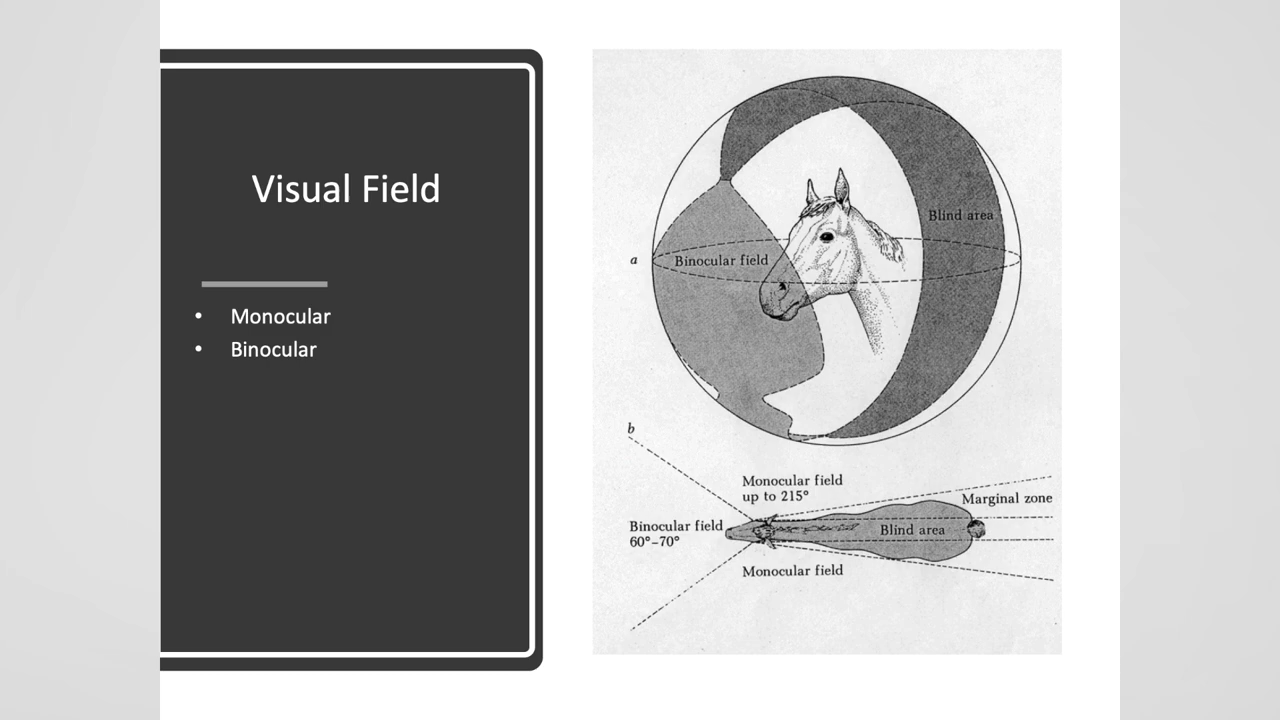 Visual Field
• Monocular
• Binocular
a
Binocular field
Blind area
b
Monocular field
up to 215°
Marginal zone
Binocular field
60°–70°
Blind area
Monocular field